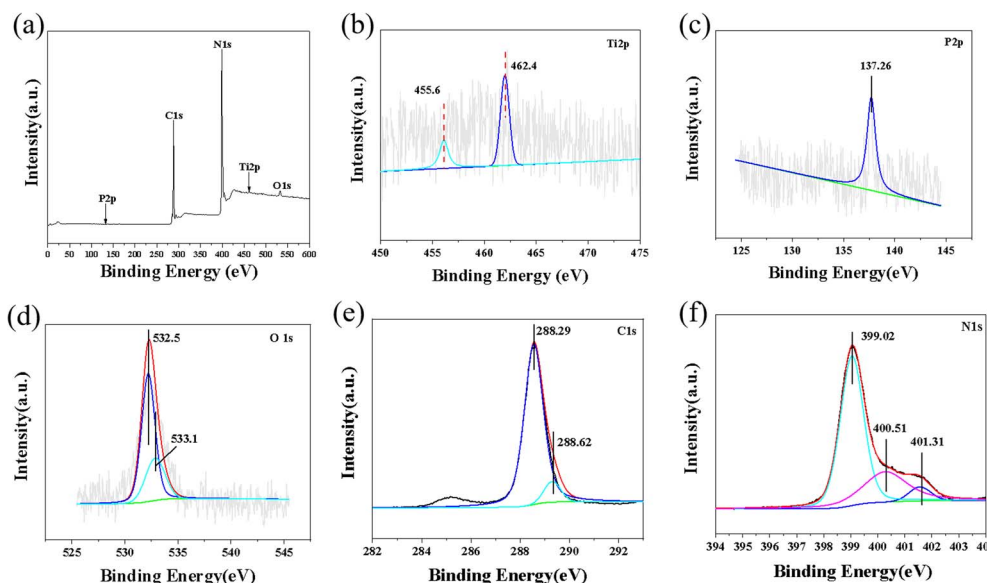 (a)
N1s
C1s
Ti2p
O1s
P2p
Intensity(a.u.)
0 50 100 150 200 250 300 350 400 450 500 550 600
Binding Energy (eV)
(b)
Ti2p
462.4
455.6
Intensity(a.u.)
450 455 460 465 470 475
Binding Energy (eV)
(c)
P2p
137.26
Intensity(a.u.)
125 130 135 140 145
Binding Energy(eV)
(d)
O 1s
532.5
533.1
Intensity(a.u.)
525 530 535 540 545
Binding Energy(eV)
(e)
C1s
288.29
288.62
Intensity(a.u.)
282 284 286 288 290 292
Binding Energy(eV)
(f)
N1s
399.02
400.51
401.31
Intensity(a.u.)
394 395 396 397 398 399 400 401 402 403 40
Binding Energy(eV)